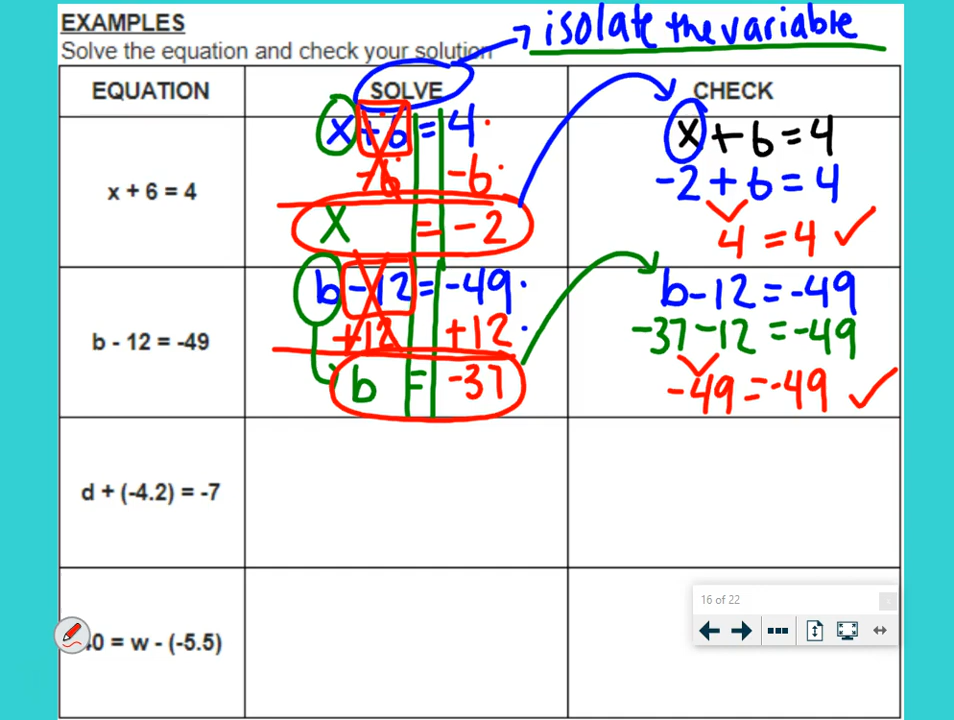 EXAMPLES
isolate the variable
Solve the equation and check your solution
EQUATION SOLVE CHECK
x + 6 = 4
x + 6 = 4
-6 -6
x = -2
x + 6 = 4
-2 + 6 = 4
4 = 4 ✓
b - 12 = -49
b - 12 = -49
+12 +12
b = -37
b - 12 = -49
-37 - 12 = -49
-49 = -49 ✓
d + (-4.2) = -7
0 = w - (-5.5)
16 of 22